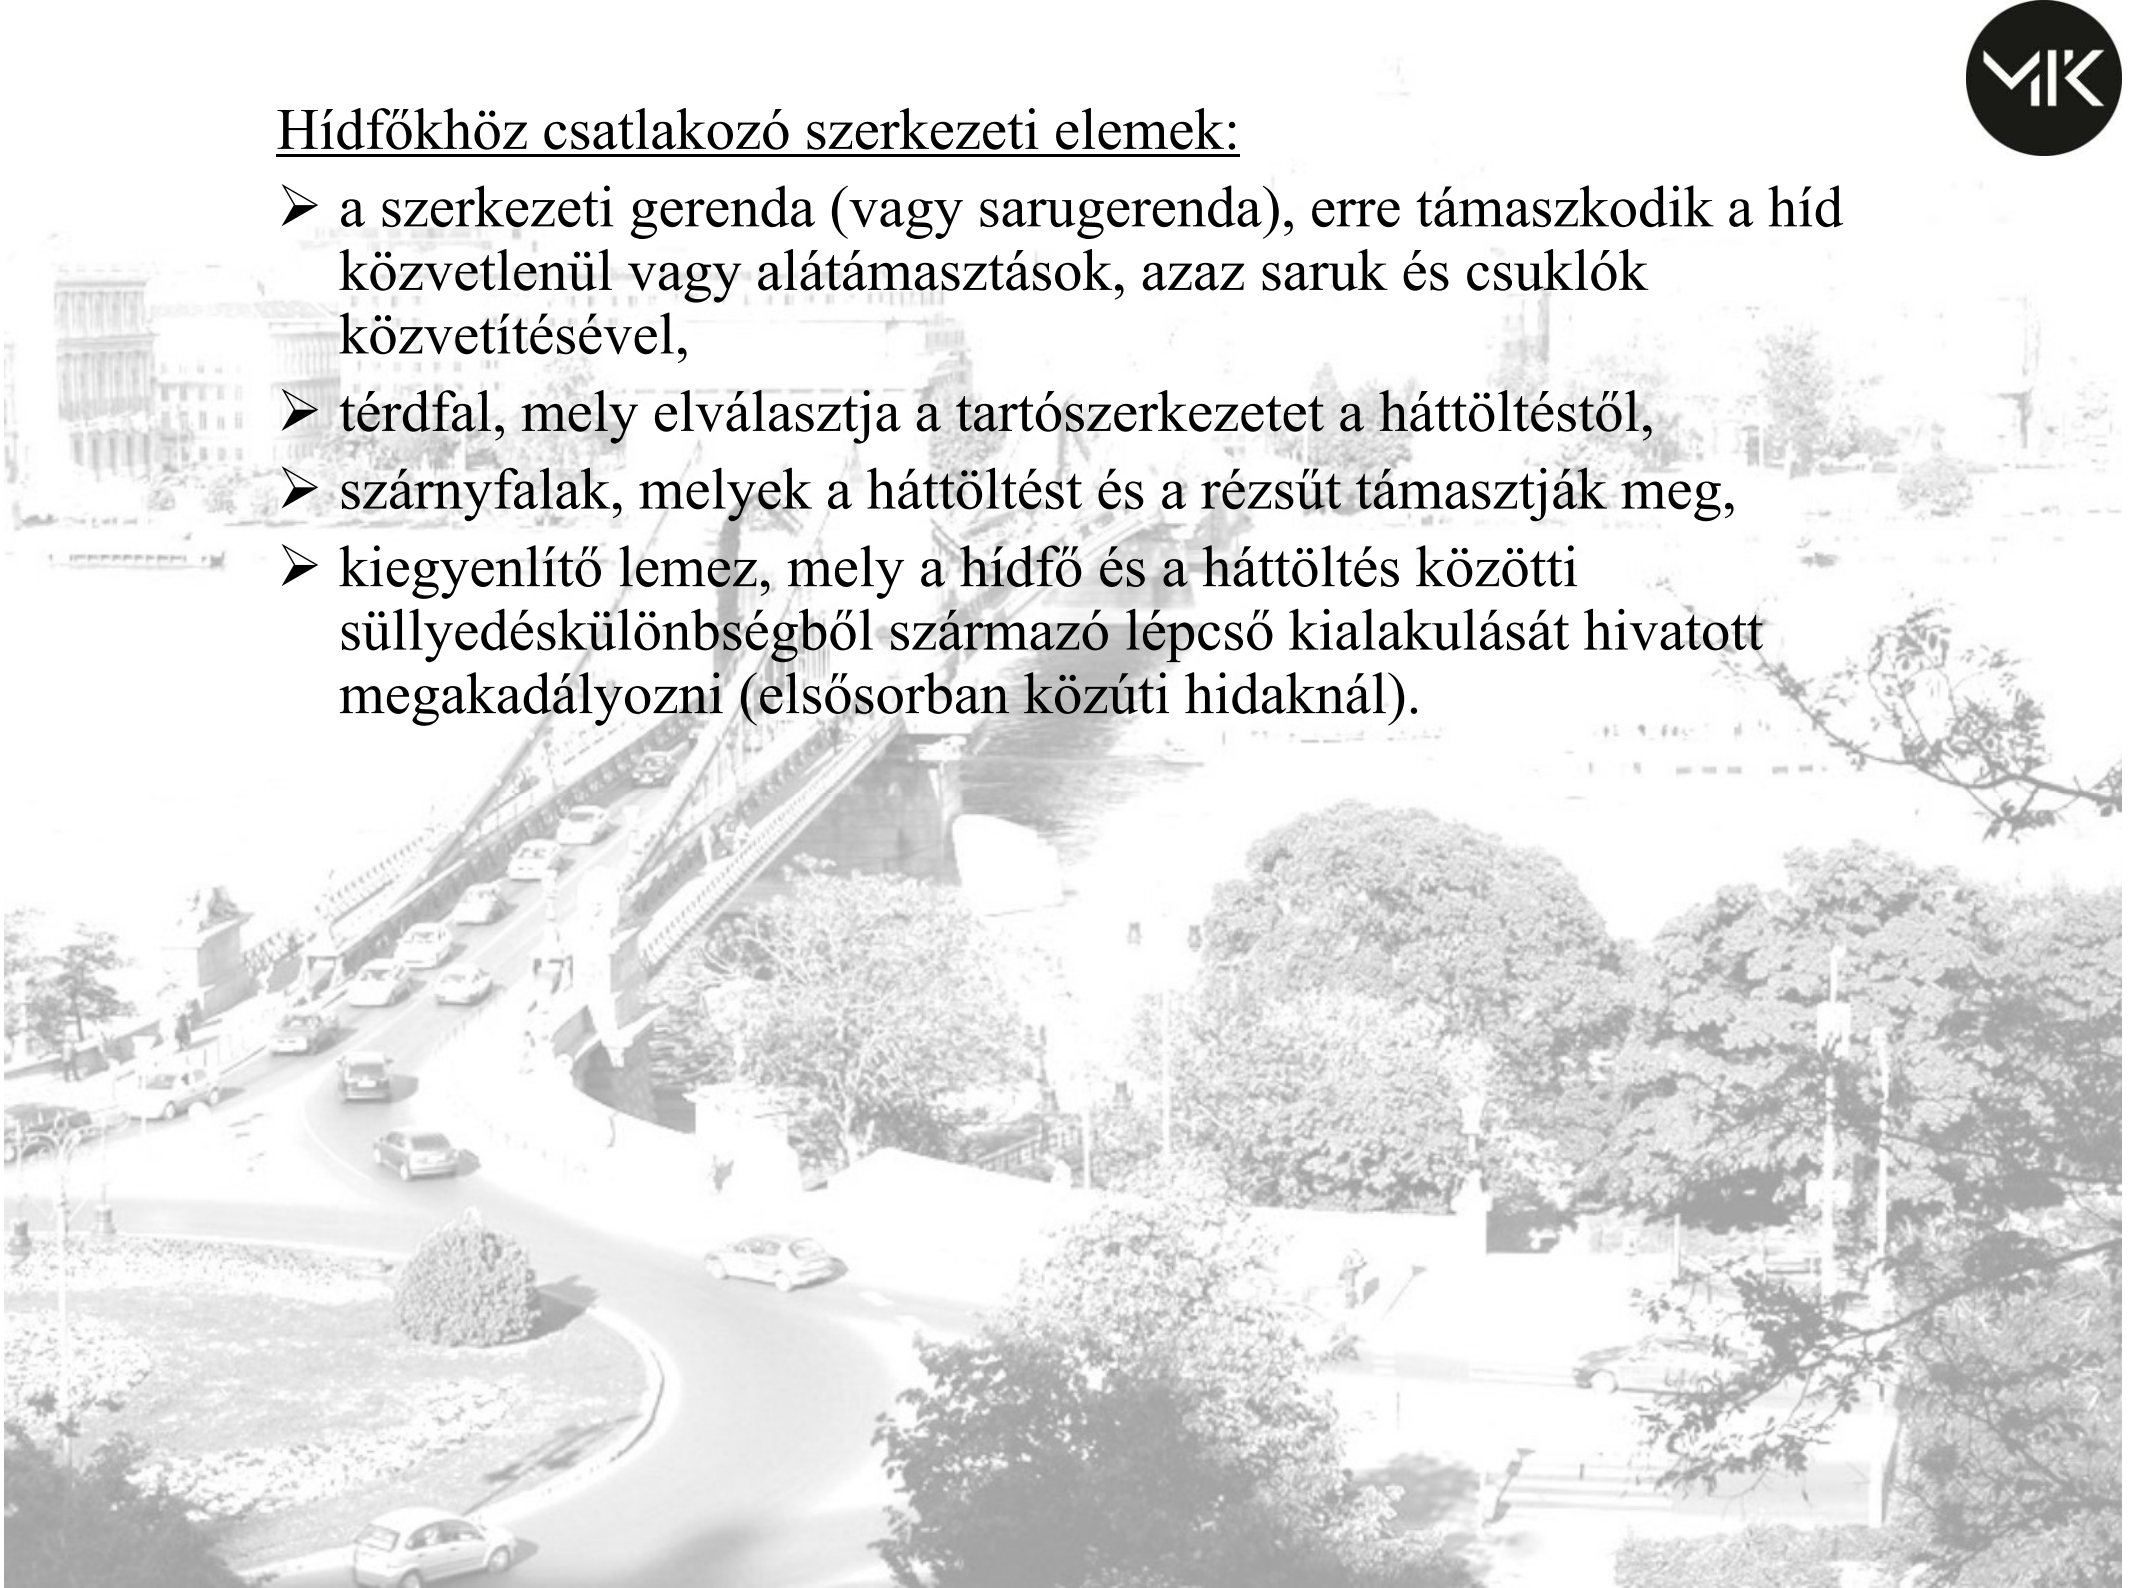 MIK
Hídfőkhöz csatlakozó szerkezeti elemek:
➢ a szerkezeti gerenda (vagy sarugerenda), erre támaszkodik a híd
közvetlenül vagy alátámasztások, azaz saruk és csuklók
közvetítésével,
➢ térdfal, mely elválasztja a tartószerkezetet a háttöltéstől,
➢ szárnyfalak, melyek a háttöltést és a rézsűt támasztják meg,
➢ kiegyenlítő lemez, mely a hídfő és a háttöltés közötti
süllyedéskülönbségből származó lépcső kialakulását hivatott
megakadályozni (elsősorban közúti hidaknál).